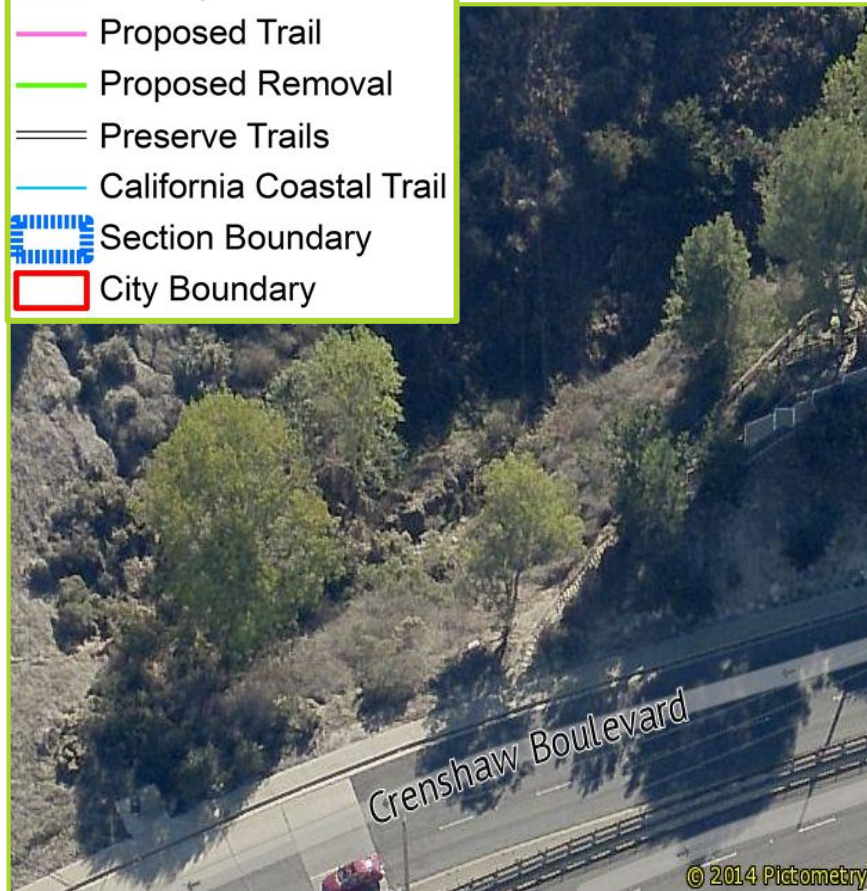 Proposed Trail
Proposed Removal
Preserve Trails
California Coastal Trail
Section Boundary
City Boundary
Crenshaw Boulevard
© 2014 Pictometry